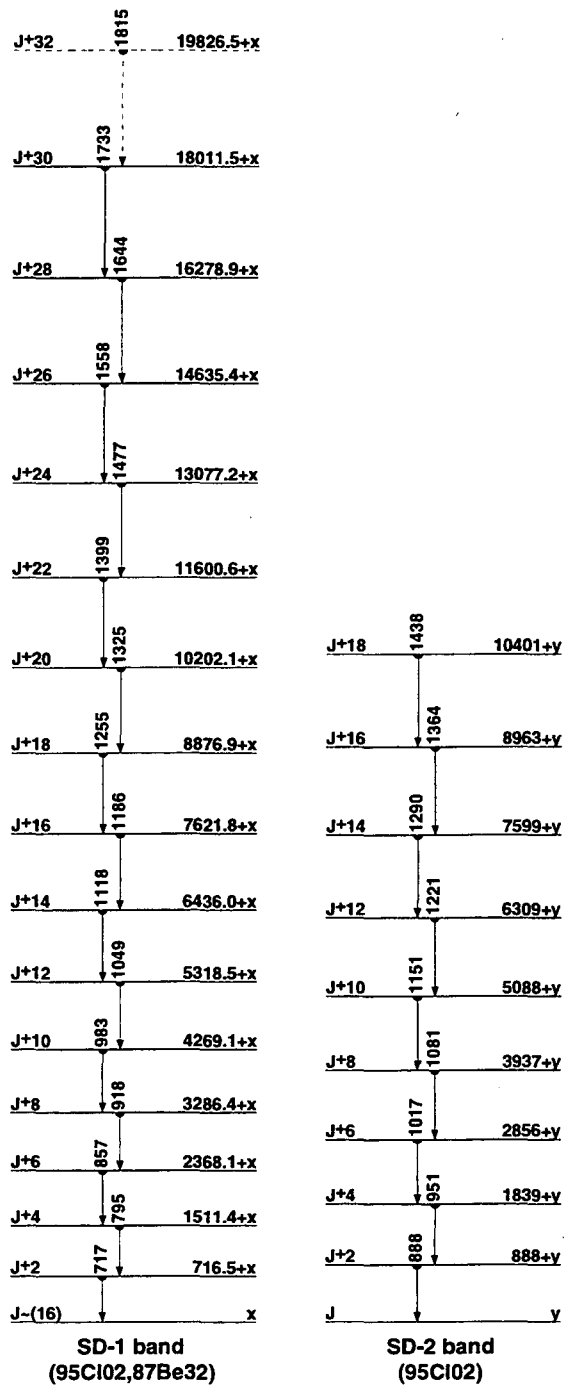 J+32 1815 19826.5+x
J+30 1733 18011.5+x
J+28 1644 16278.9+x
J+26 1558 14635.4+x
J+24 1477 13077.2+x
J+22 1399 11600.6+x
J+20 1325 10202.1+x
J+18 1255 8876.9+x
J+16 1186 7621.8+x
J+14 1118 6436.0+x
J+12 1049 5318.5+x
J+10 983 4269.1+x
J+8 918 3286.4+x
J+6 857 2368.1+x
J+4 795 1511.4+x
J+2 717 716.5+x
J~(16) x
SD-1 band
(95Cl02,87Be32)
J+18 1438 10401+y
J+16 1364 8963+y
J+14 1290 7599+y
J+12 1221 6309+y
J+10 1151 5088+y
J+8 1081 3937+y
J+6 1017 2856+y
J+4 951 1839+y
J+2 888 888+y
J y
SD-2 band
(95Cl02)